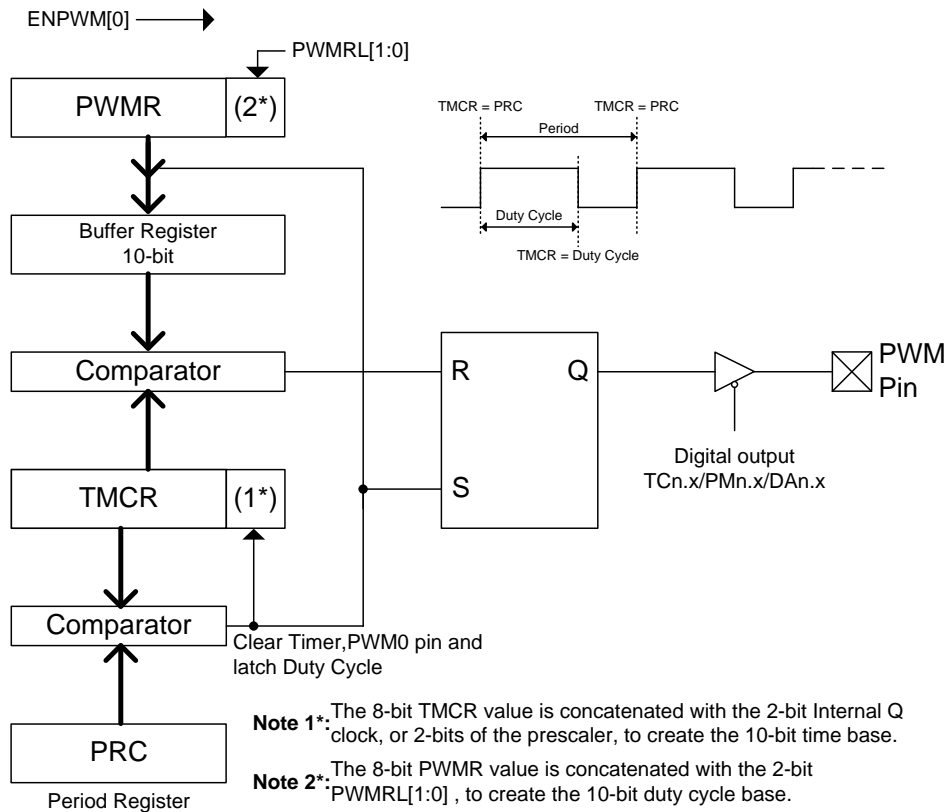 ENPWM[0]
PWMRL[1:0]
PWMR
(2*)
TMCR = PRC
TMCR = PRC
Period
Buffer Register
10-bit
Duty Cycle
TMCR = Duty Cycle
Comparator
R
Q
PWM
Pin
Digital output
TCn.x/PMn.x/DAn.x
TMCR
(1*)
S
Comparator
Clear Timer,PWM0 pin and
latch Duty Cycle
PRC
Period Register
Note 1*: The 8-bit TMCR value is concatenated with the 2-bit Internal Q
clock, or 2-bits of the prescaler, to create the 10-bit time base.
Note 2*: The 8-bit PWMR value is concatenated with the 2-bit
PWMRL[1:0] , to create the 10-bit duty cycle base.